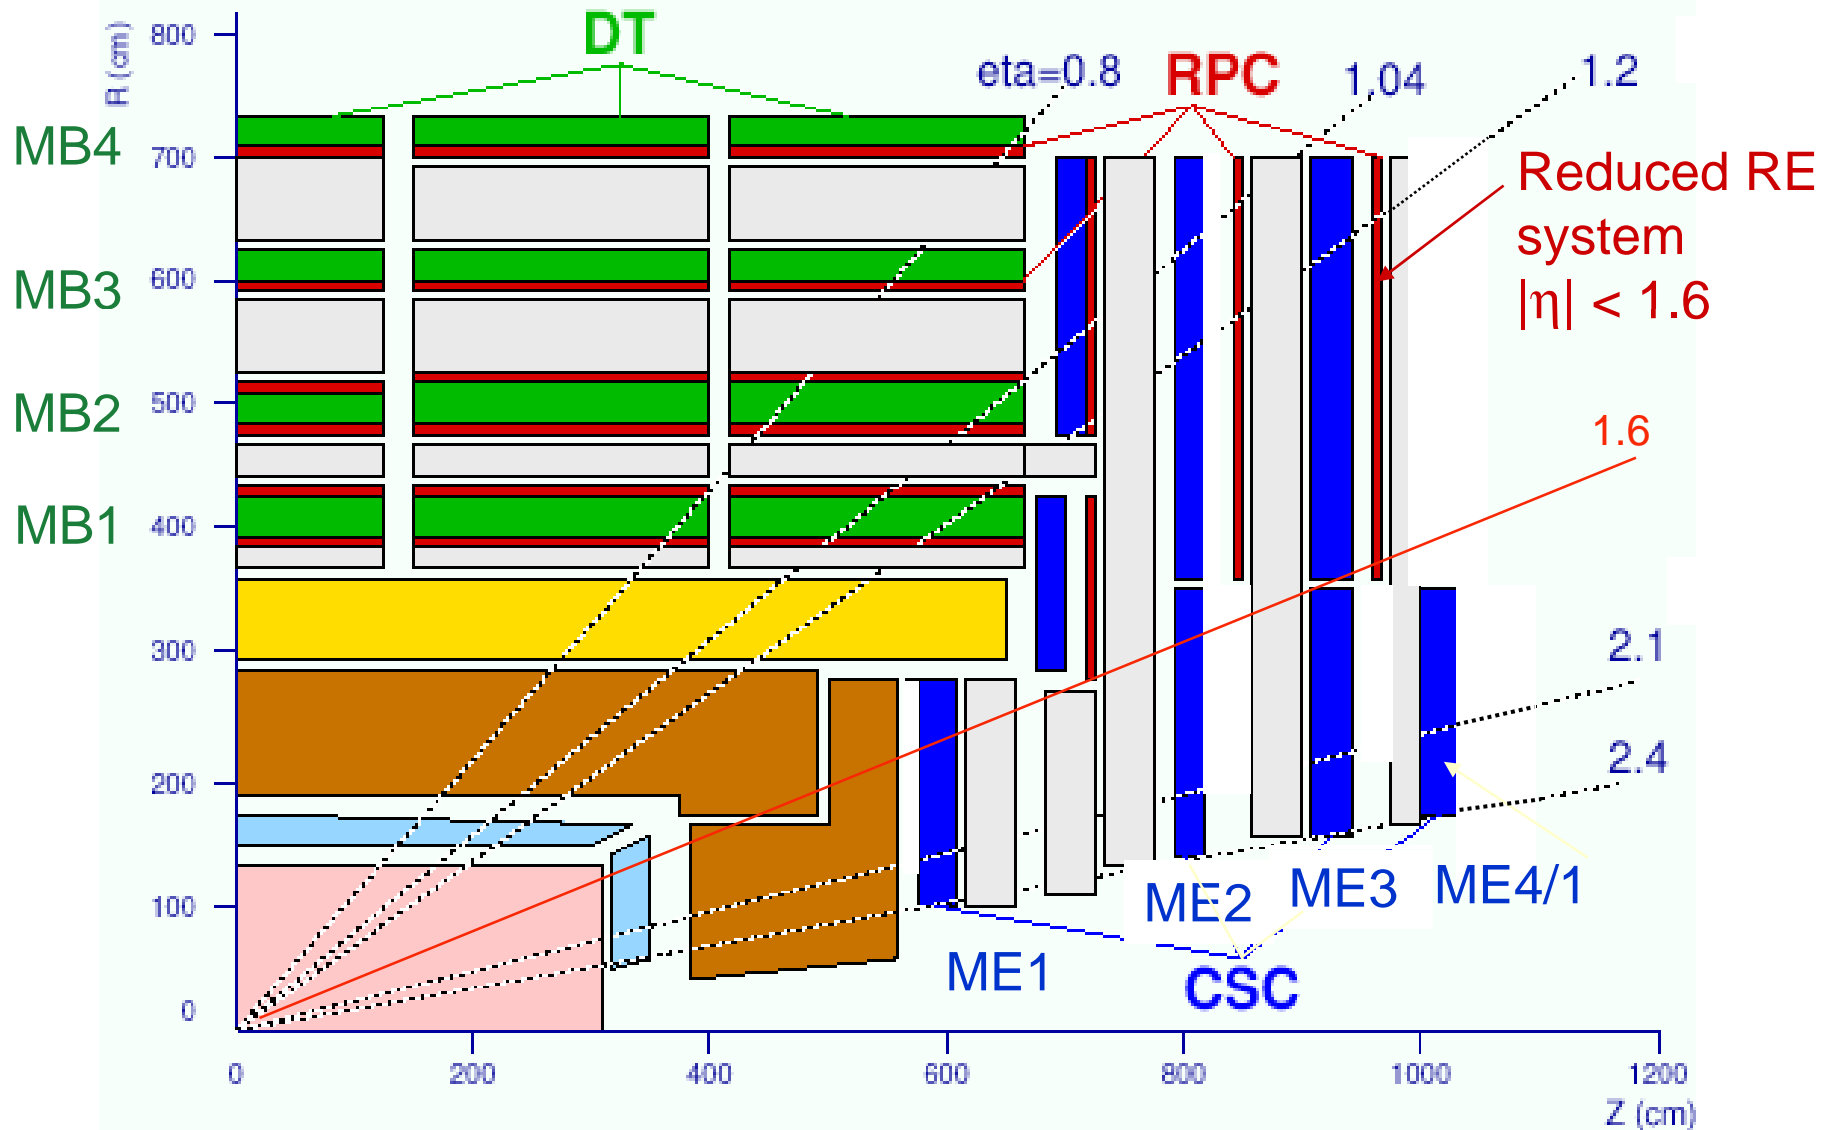 R (cm)
800
700
600
500
400
300
200
100
0
DT
eta=0.8
RPC
1.04
1.2
MB4
MB3
MB2
MB1
Reduced RE
system
|η| < 1.6
1.6
2.1
2.4
ME2
ME3
ME4/1
ME1
CSC
0
200
400
600
800
1000
1200
Z (cm)